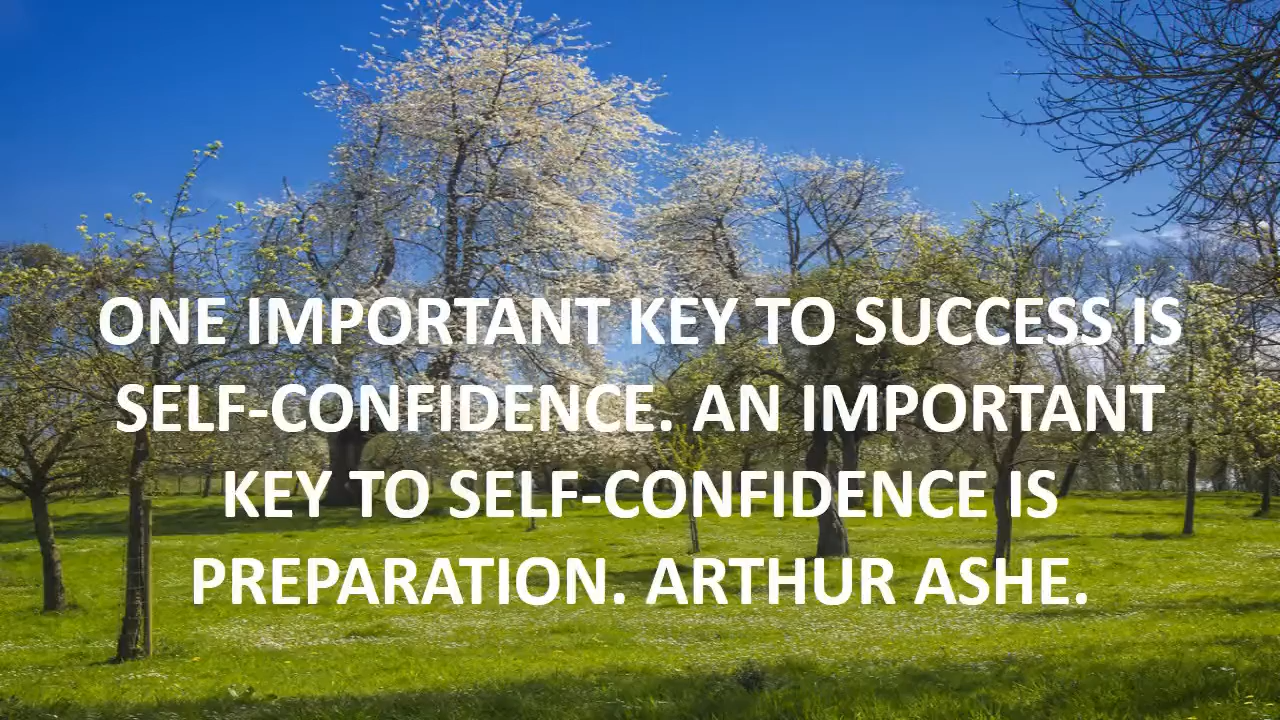 ONE IMPORTANT KEY TO SUCCESS IS
SELF-CONFIDENCE. AN IMPORTANT
KEY TO SELF-CONFIDENCE IS
PREPARATION. ARTHUR ASHE.